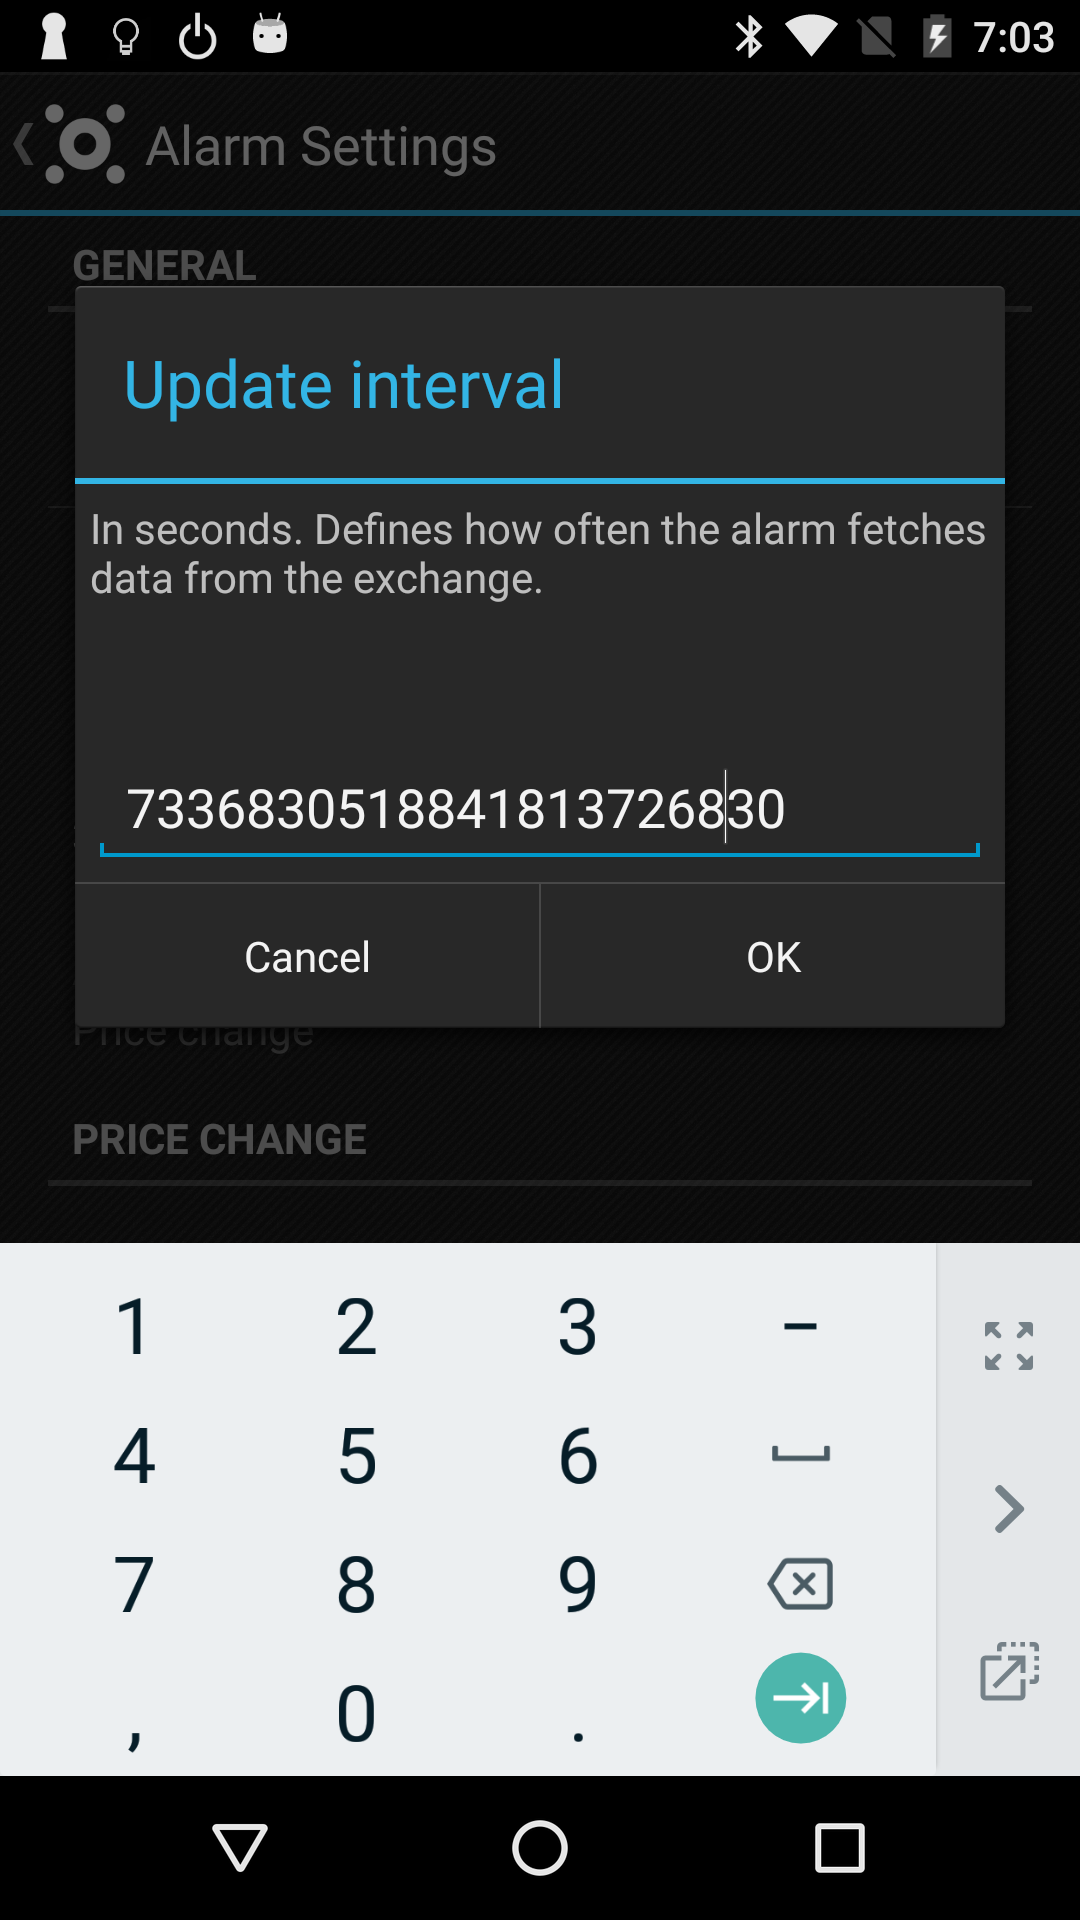 7:03
Alarm Settings
GENERAL
Update interval
In seconds. Defines how often the alarm fetches
data from the exchange.
7336830518841813726830
Cancel
OK
Price change
PRICE CHANGE
1 2 3 –
4 5 6
7 8 9
, 0 .